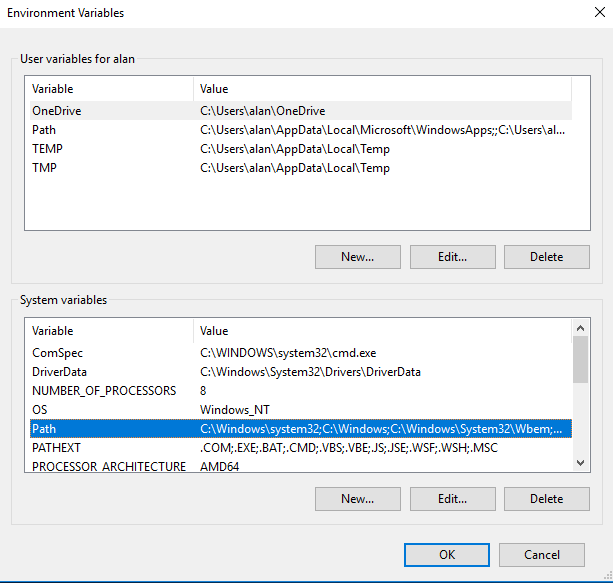 Environment Variables
User variables for alan
Variable Value
OneDrive C:\Users\alan\OneDrive
Path C:\Users\alan\AppData\Local\Microsoft\WindowsApps;;C:\Users\al...
TEMP C:\Users\alan\AppData\Local\Temp
TMP C:\Users\alan\AppData\Local\Temp
New... Edit... Delete
System variables
Variable Value
ComSpec C:\WINDOWS\system32\cmd.exe
DriverData C:\Windows\System32\Drivers\DriverData
NUMBER_OF_PROCESSORS 8
OS Windows_NT
Path C:\Windows\system32;C:\Windows;C:\Windows\System32\Wbem;...
PATHEXT .COM;.EXE;.BAT;.CMD;.VBS;.VBE;.JS;.JSE;.WSF;.WSH;.MSC
PROCESSOR_ARCHITECTURE AMD64
New... Edit... Delete
OK Cancel